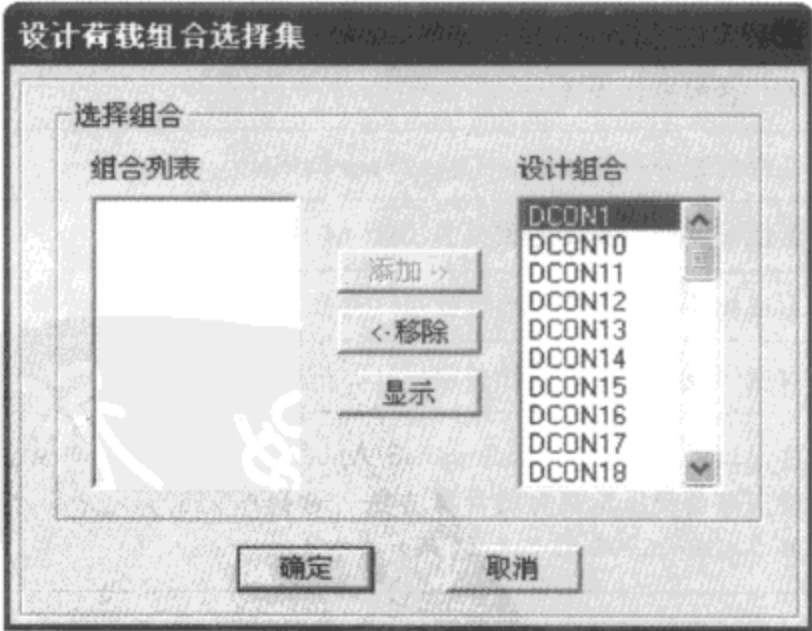 设计荷载组合选择集
选择组合
组合列表
设计组合
DCON1
DCON10
DCON11
DCON12
DCON13
DCON14
DCON15
DCON16
DCON17
DCON18
添加 ->
<- 移除
显示
确定
取消